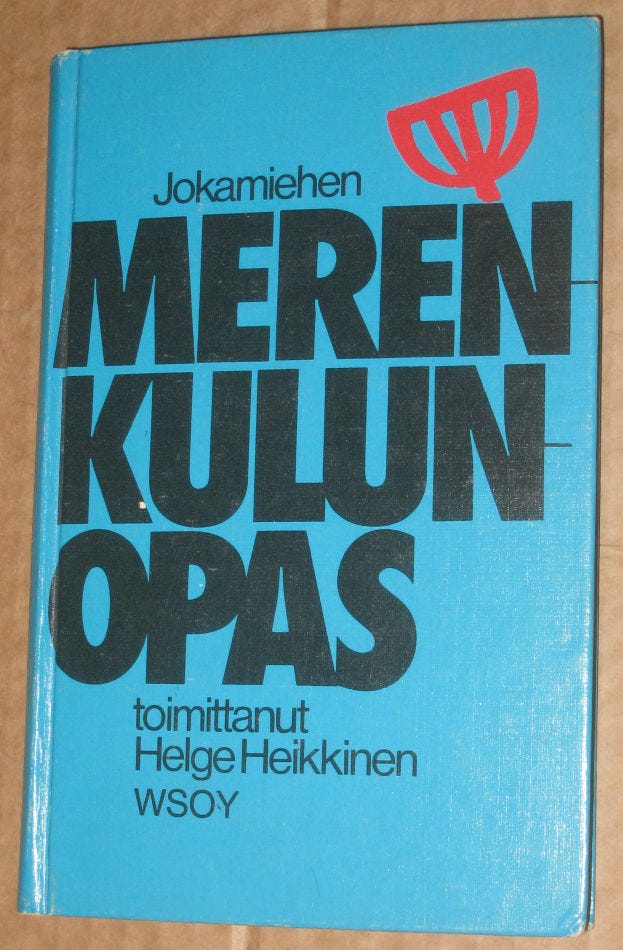 Jokamiehen
MEREN-
KULUN-
OPAS
toimittanut
Helge Heikkinen
WSOY